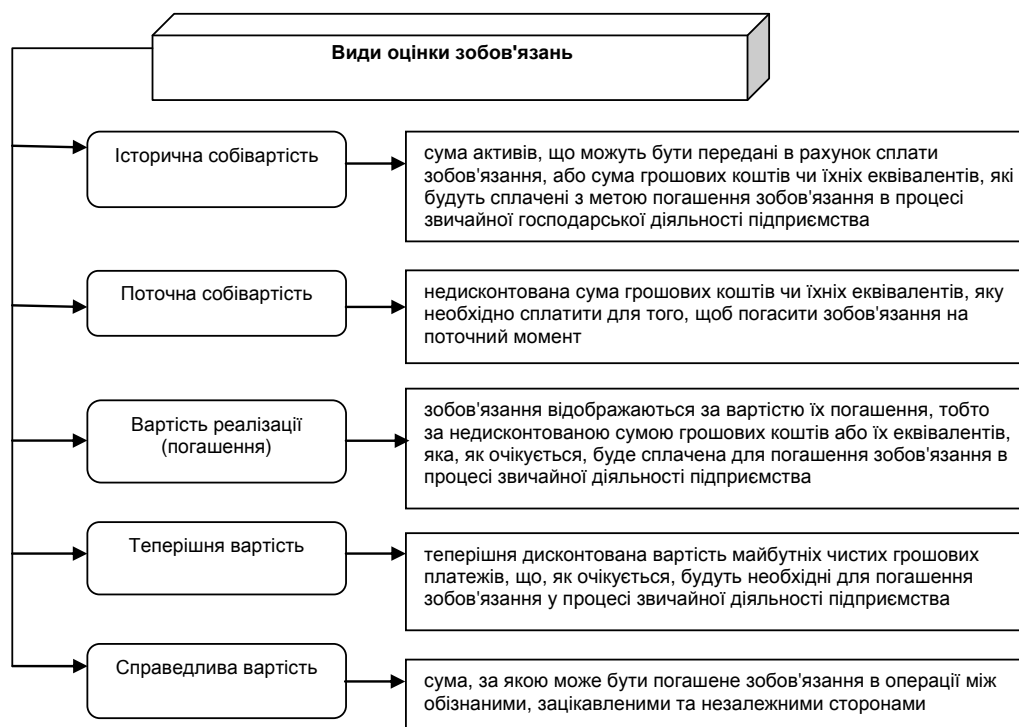 Види оцінки зобов'язань
Історична собівартість
сума активів, що можуть бути передані в рахунок сплати
зобов'язання, або сума грошових коштів чи їхніх еквівалентів, які
будуть сплачені з метою погашення зобов'язання в процесі
звичайної господарської діяльності підприємства
Поточна собівартість
недисконтована сума грошових коштів чи їхніх еквівалентів, яку
необхідно сплатити для того, щоб погасити зобов'язання на
поточний момент
Вартість реалізації
(погашення)
зобов'язання відображаються за вартістю їх погашення, тобто
за недисконтованою сумою грошових коштів або їх еквівалентів,
яка, як очікується, буде сплачена для погашення зобов'язання в
процесі звичайної діяльності підприємства
Теперішня вартість
теперішня дисконтована вартість майбутніх чистих грошових
платежів, що, як очікується, будуть необхідні для погашення
зобов'язання у процесі звичайної діяльності підприємства
Справедлива вартість
сума, за якою може бути погашене зобов'язання в операції між
обізнаними, зацікавленими та незалежними сторонами